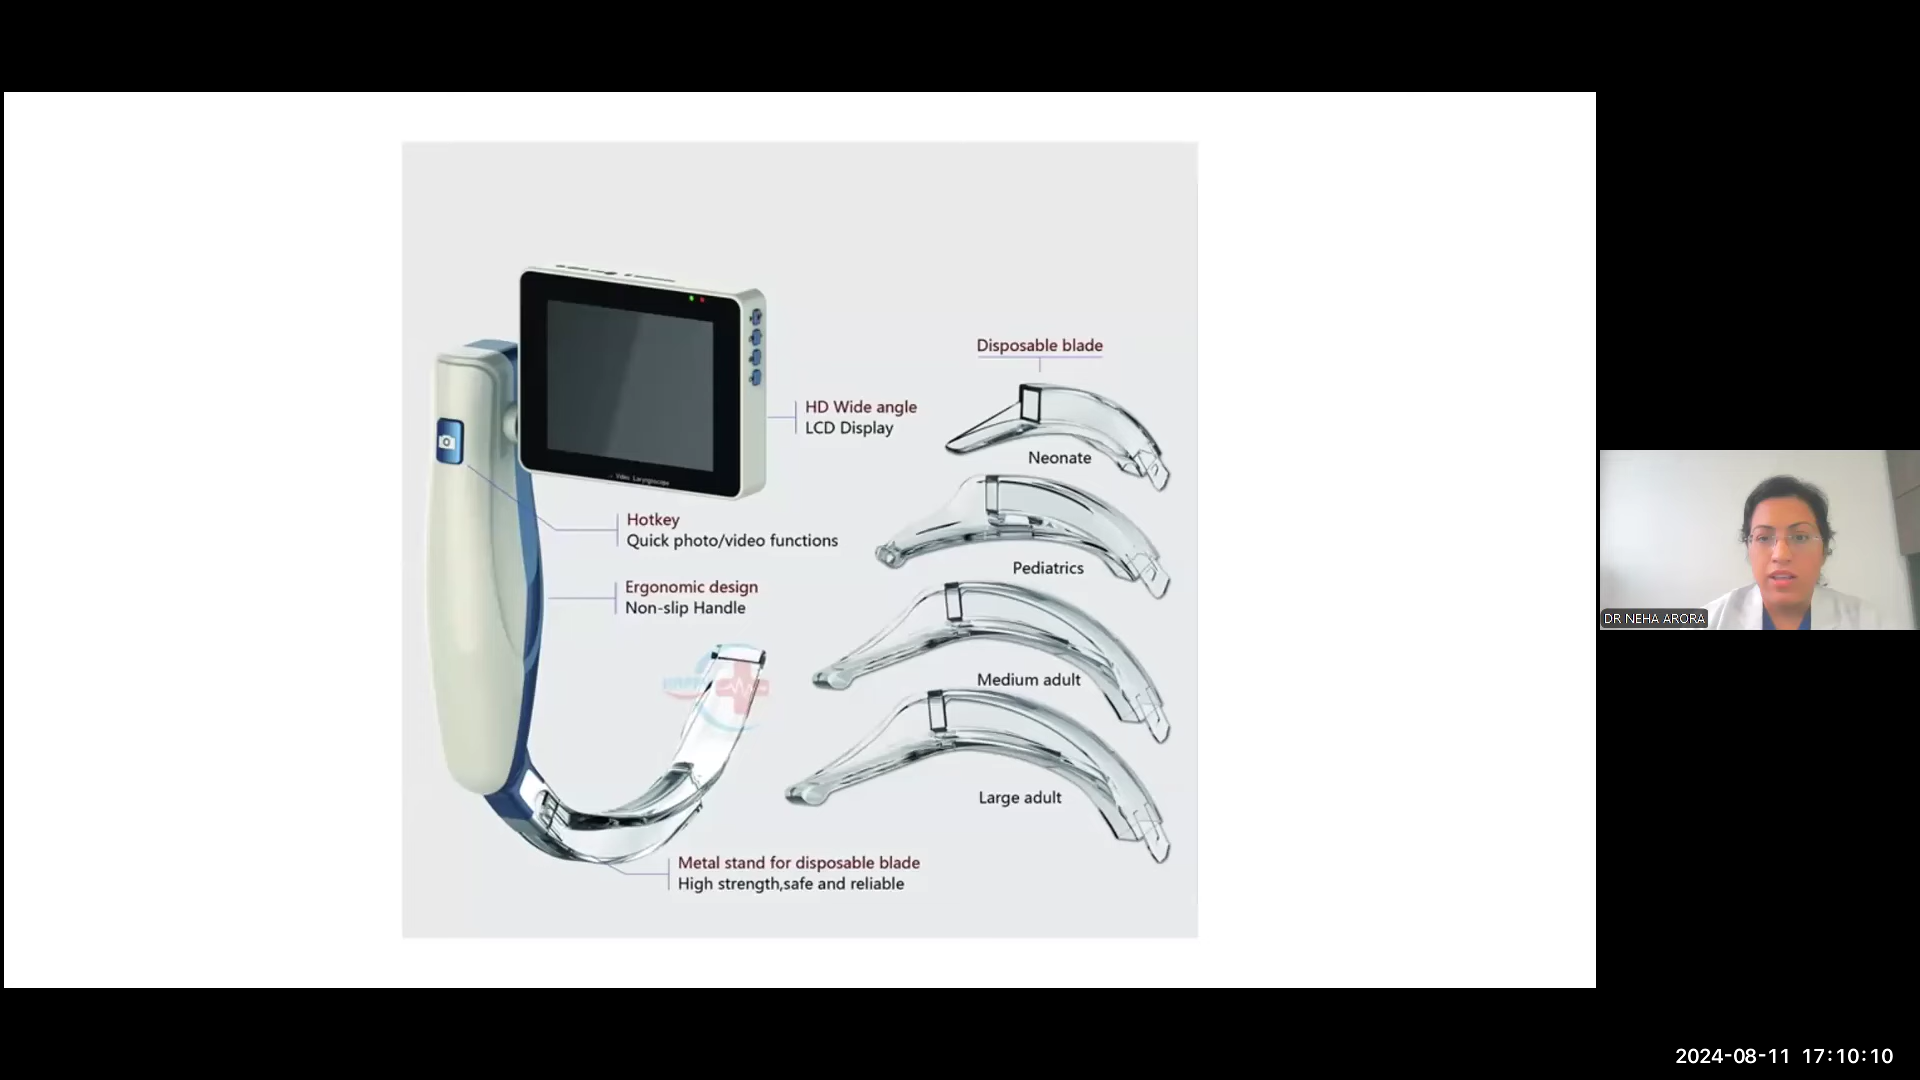 Disposable blade
HD Wide angle
LCD Display
Neonate
Video Laryngoscope
Hotkey
Quick photo/video functions
Pediatrics
Ergonomic design
Non-slip Handle
DR NEHA ARORA
Medium adult
Large adult
Metal stand for disposable blade
High strength,safe and reliable
2024-08-11 17:10:10